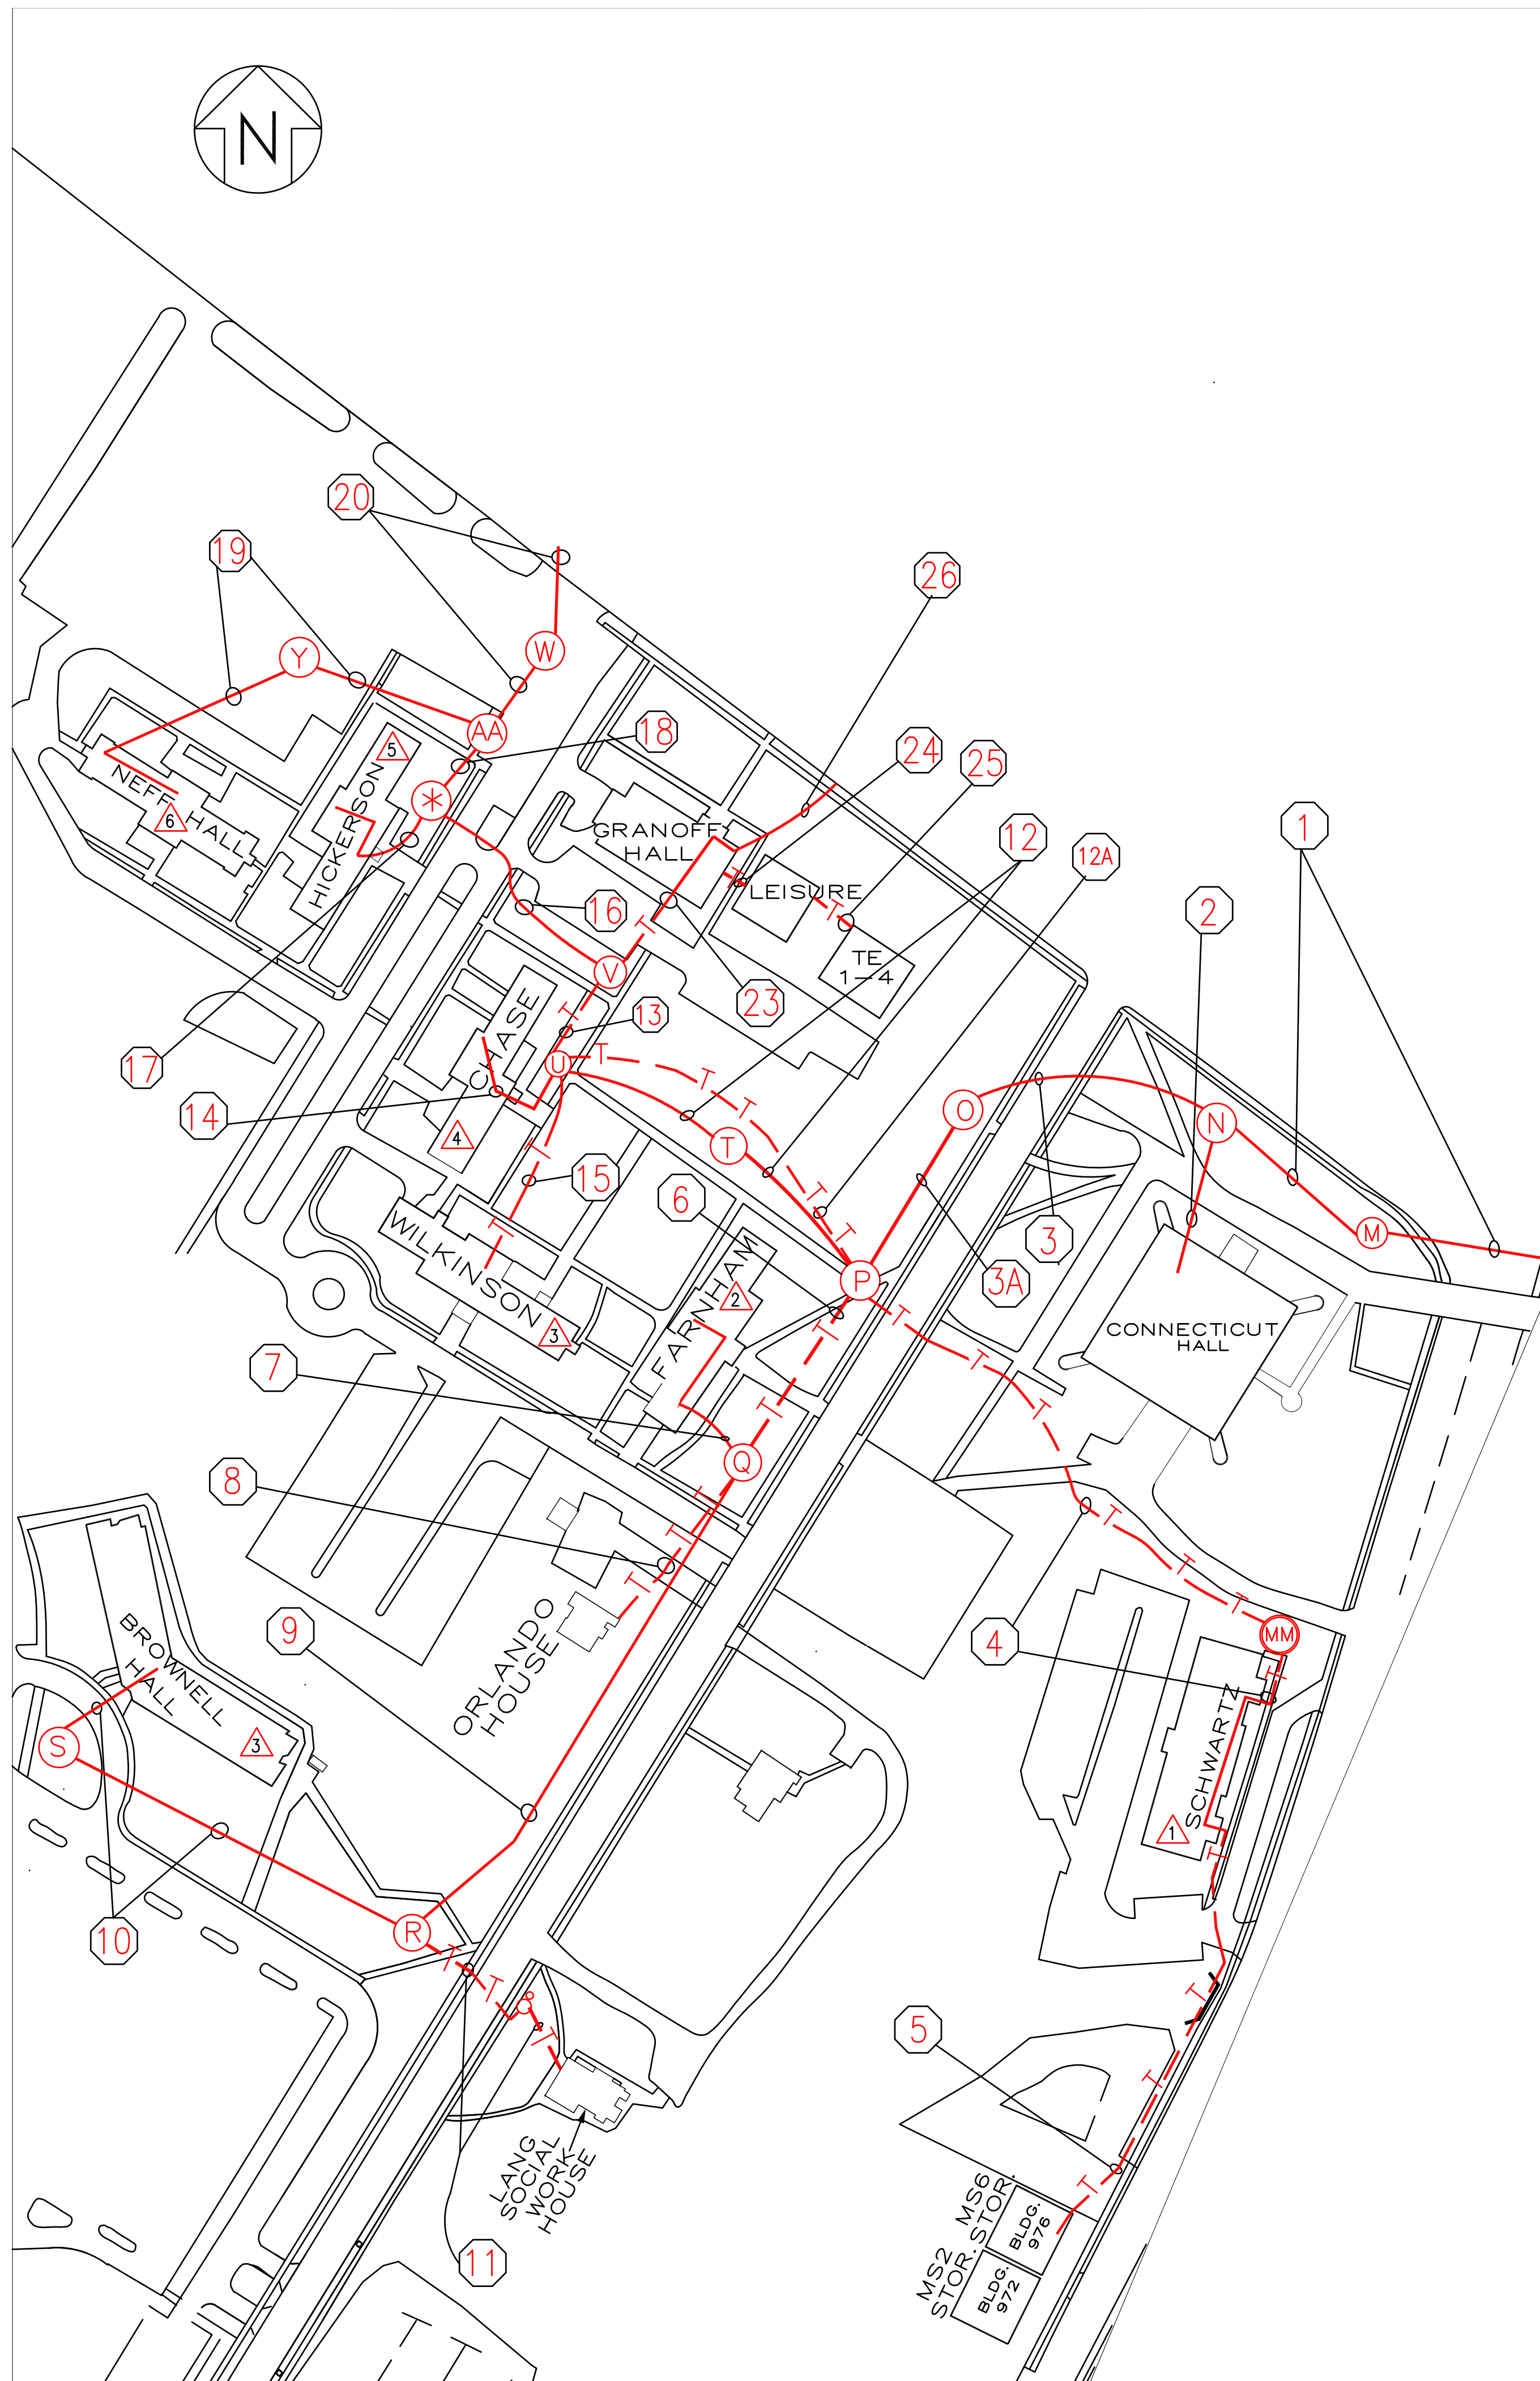 N
20
19
26
Y
W
AA
18
5
24
25
*
NEFF HALL
6
HICKERSON
GRANOFF
HALL
T
12
1
12A
LEISURE
16
T
T
2
TE
1-4
V
23
17
CHASE
T
13
U
T
T
T
14
4
T
O
N
T
15
6
T
12
M
3
WILKINSON
T
FARNHAM
2
T
3A
P
3
T
T
CONNECTICUT
HALL
7
T
T
T
8
Q
T
T
T
T
4
T
T
MM
9
ORLANDO
HOUSE
BROWNELL
HALL
3
S
T
SCHWARTZ
1
T
10
R
T
T
T
T
5
T
LANG
SOCIAL
WORK
HOUSE
T
MS6
STOR.
BLDG.
976
MS2
STOR.
BLDG.
972
11